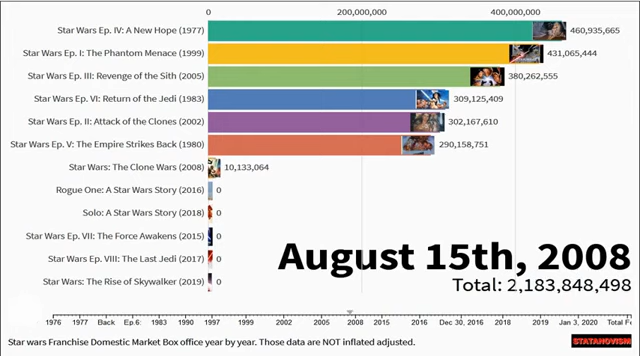 0 200,000,000 400,000,000
Star Wars Ep. IV: A New Hope (1977) 460,935,665
Star Wars Ep. I: The Phantom Menace (1999) 431,065,444
Star Wars Ep. III: Revenge of the Sith (2005) 380,262,555
Star Wars Ep. VI: Return of the Jedi (1983) 309,125,409
Star Wars Ep. II: Attack of the Clones (2002) 302,167,610
Star Wars Ep. V: The Empire Strikes Back (1980) 290,158,751
Star Wars: The Clone Wars (2008) 10,133,064
Rogue One: A Star Wars Story (2016) 0
Solo: A Star Wars Story (2018) 0
Star Wars Ep. VII: The Force Awakens (2015) 0
Star Wars Ep. VIII: The Last Jedi (2017) 0
Star Wars: The Rise of Skywalker (2019) 0
August 15th, 2008
Total: 2,183,848,498
1976 1977 Back Ep.6: 1983 1990 1997 1999 2002 2005 2008 2015 2016 Dec 30, 2016 2018 2019 Jan 3, 2020 Total Fr
Star wars Franchise Domestic Market Box office year by year. Those data are NOT inflated adjusted.
STATANOVISM